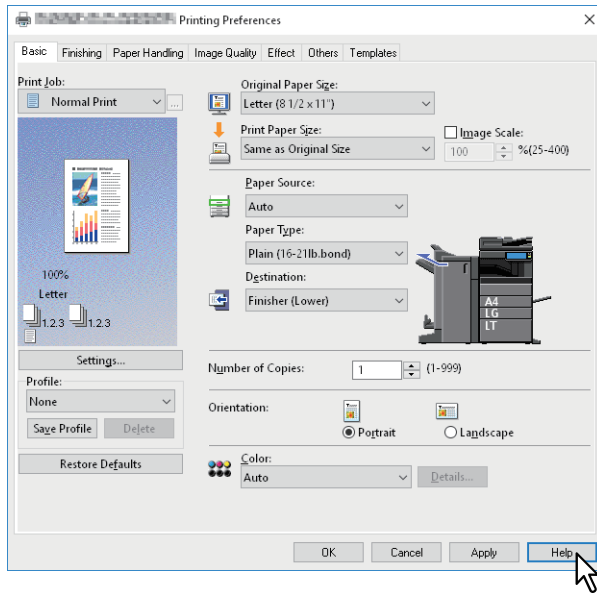 Printing Preferences
Basic Finishing Paper Handling Image Quality Effect Others Templates
Print Job:
Normal Print
...
100%
Letter
1.2.3 1.2.3
Settings...
Profile:
None
Save Profile Delete
Restore Defaults
Original Paper Size:
Letter (8 1/2 x 11")
Print Paper Size:
Same as Original Size
Image Scale:
100 %(25-400)
Paper Source:
Auto
Paper Type:
Plain (16-21lb.bond)
Destination:
Finisher (Lower)
A4
LG
LT
Number of Copies: 1 (1-999)
Orientation:
Portrait Landscape
Color:
Auto
Details...
OK Cancel Apply Help